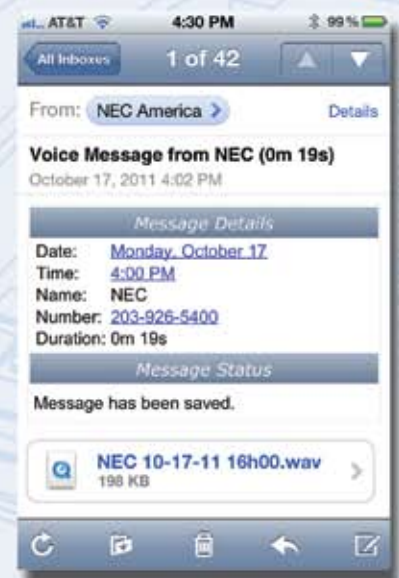 AT&T 4:30 PM 99%
All Inboxes 1 of 42
From: NEC America Details
Voice Message from NEC (0m 19s)
October 17, 2011 4:02 PM
Message Details
Date: Monday, October 17
Time: 4:00 PM
Name: NEC
Number: 203-926-5400
Duration: 0m 19s
Message Status
Message has been saved.
NEC 10-17-11 16h00.wav
198 KB